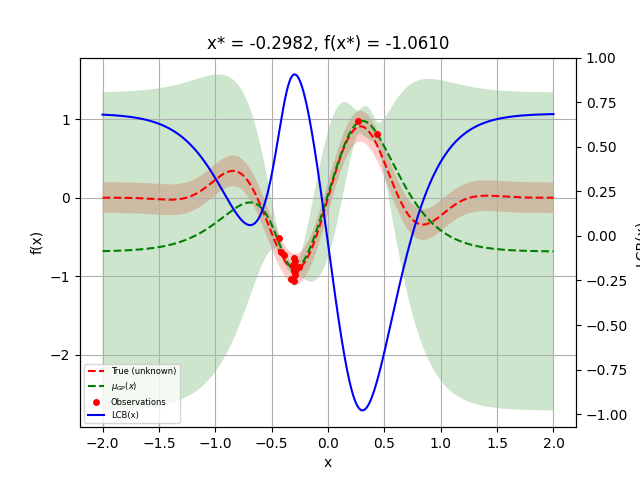 x* = -0.2982, f(x*) = -1.0610
1.00
0.75
0.50
0.25
0.00
−0.25
−0.50
−0.75
−1.00
1
0
−1
−2
f(x)
True (unknown)
μGP(x)
Observations
LCB(x)
−2.0 −1.5 −1.0 −0.5 0.0 0.5 1.0 1.5 2.0
x